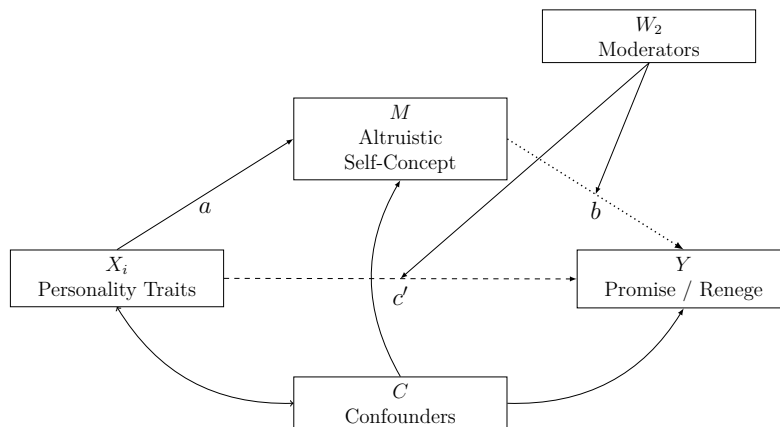 W₂
Moderators
M
Altruistic
Self-Concept
a
b
Xᵢ
Personality Traits
c′
Y
Promise / Renege
C
Confounders